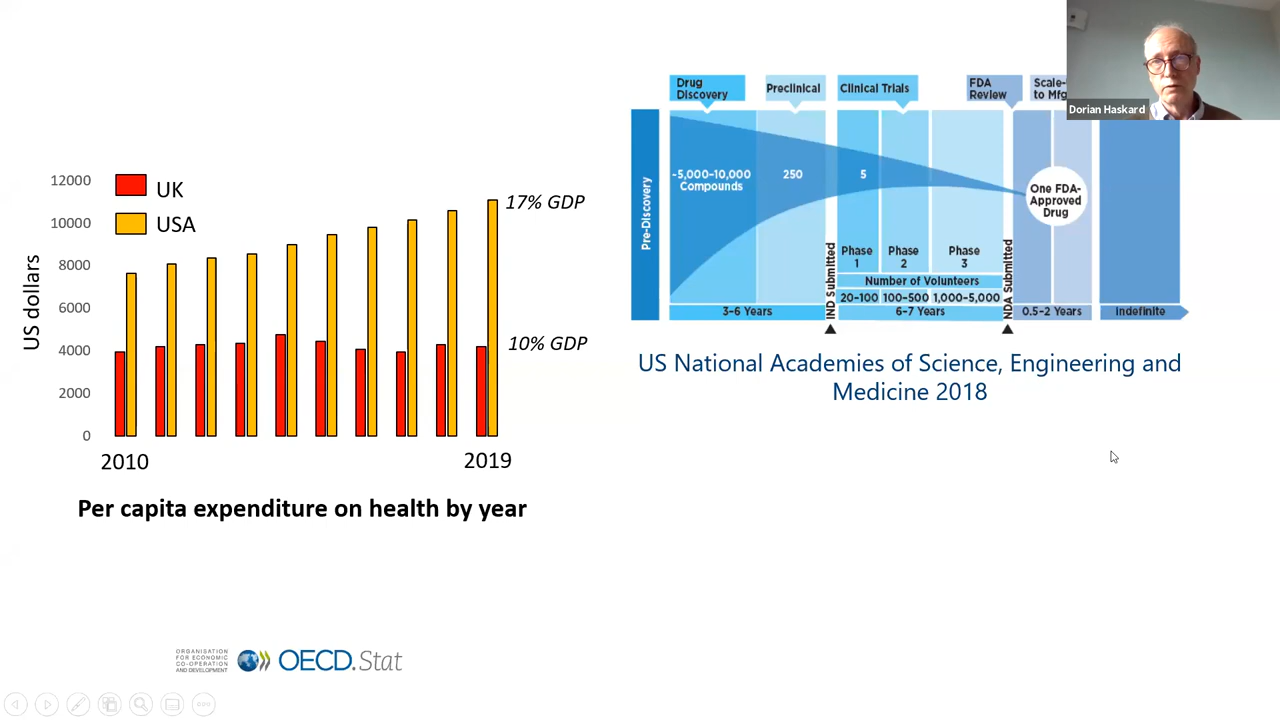 12000
10000
8000
6000
4000
2000
0
US dollars
UK
USA
17% GDP
10% GDP
2010
2019
Per capita expenditure on health by year
ORGANISATION
FOR ECONOMIC
CO-OPERATION
AND DEVELOPMENT
OECD.Stat
Drug
Discovery
Preclinical
Clinical Trials
FDA
Review
Scale-
to Mfg
Pre-Discovery
~5,000–10,000
Compounds
250
5
One FDA-
Approved
Drug
Phase
1
Phase
2
Phase
3
Number of Volunteers
20–100
100–500
1,000–5,000
IND Submitted
NDA Submitted
3–6 Years
6–7 Years
0.5–2 Years
Indefinite
US National Academies of Science, Engineering and
Medicine 2018
Dorian Haskard